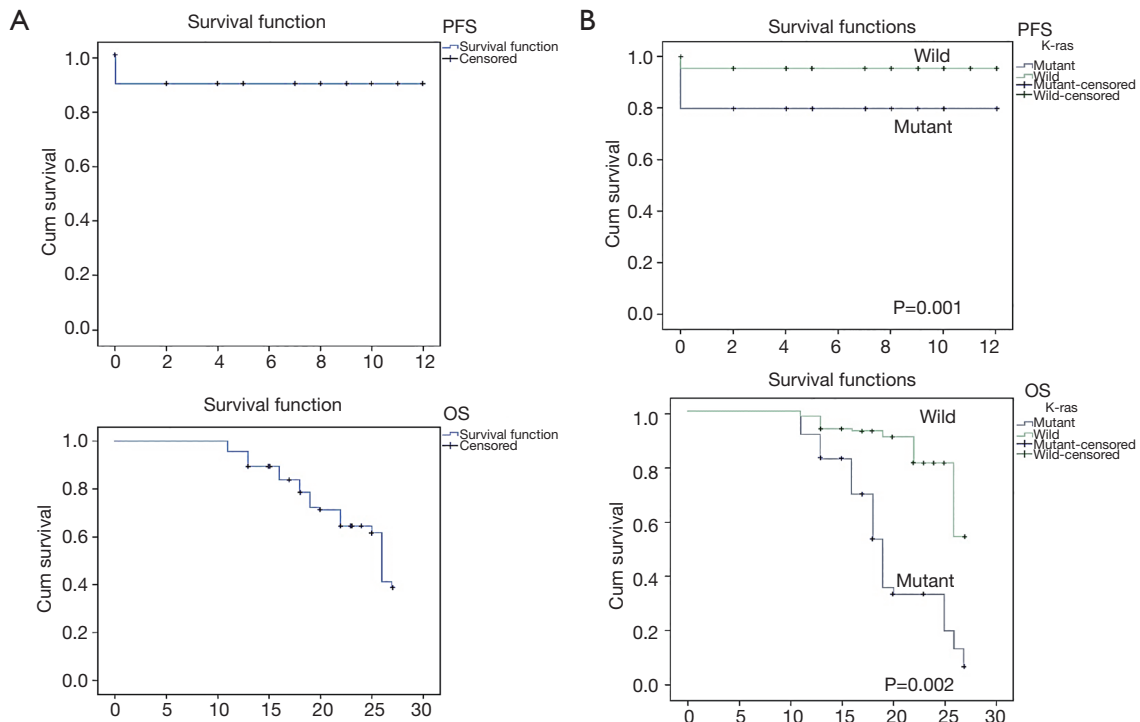 A
Survival function
PFS
Survival function
Censored
1.0
0.8
0.6
0.4
0.2
0.0
Cum survival
0 2 4 6 8 10 12
Survival function
OS
Survival function
Censored
1.0
0.8
0.6
0.4
0.2
0.0
Cum survival
0 5 10 15 20 25 30
B
Survival functions
PFS
K-ras
Mutant
Wild
Mutant-censored
Wild-censored
Wild
Mutant
P=0.001
1.0
0.8
0.6
0.4
0.2
0.0
Cum survival
0 2 4 6 8 10 12
Survival functions
OS
K-ras
Mutant
Wild
Mutant-censored
Wild-censored
Wild
Mutant
P=0.002
1.0
0.8
0.6
0.4
0.2
0.0
Cum survival
0 5 10 15 20 25 30